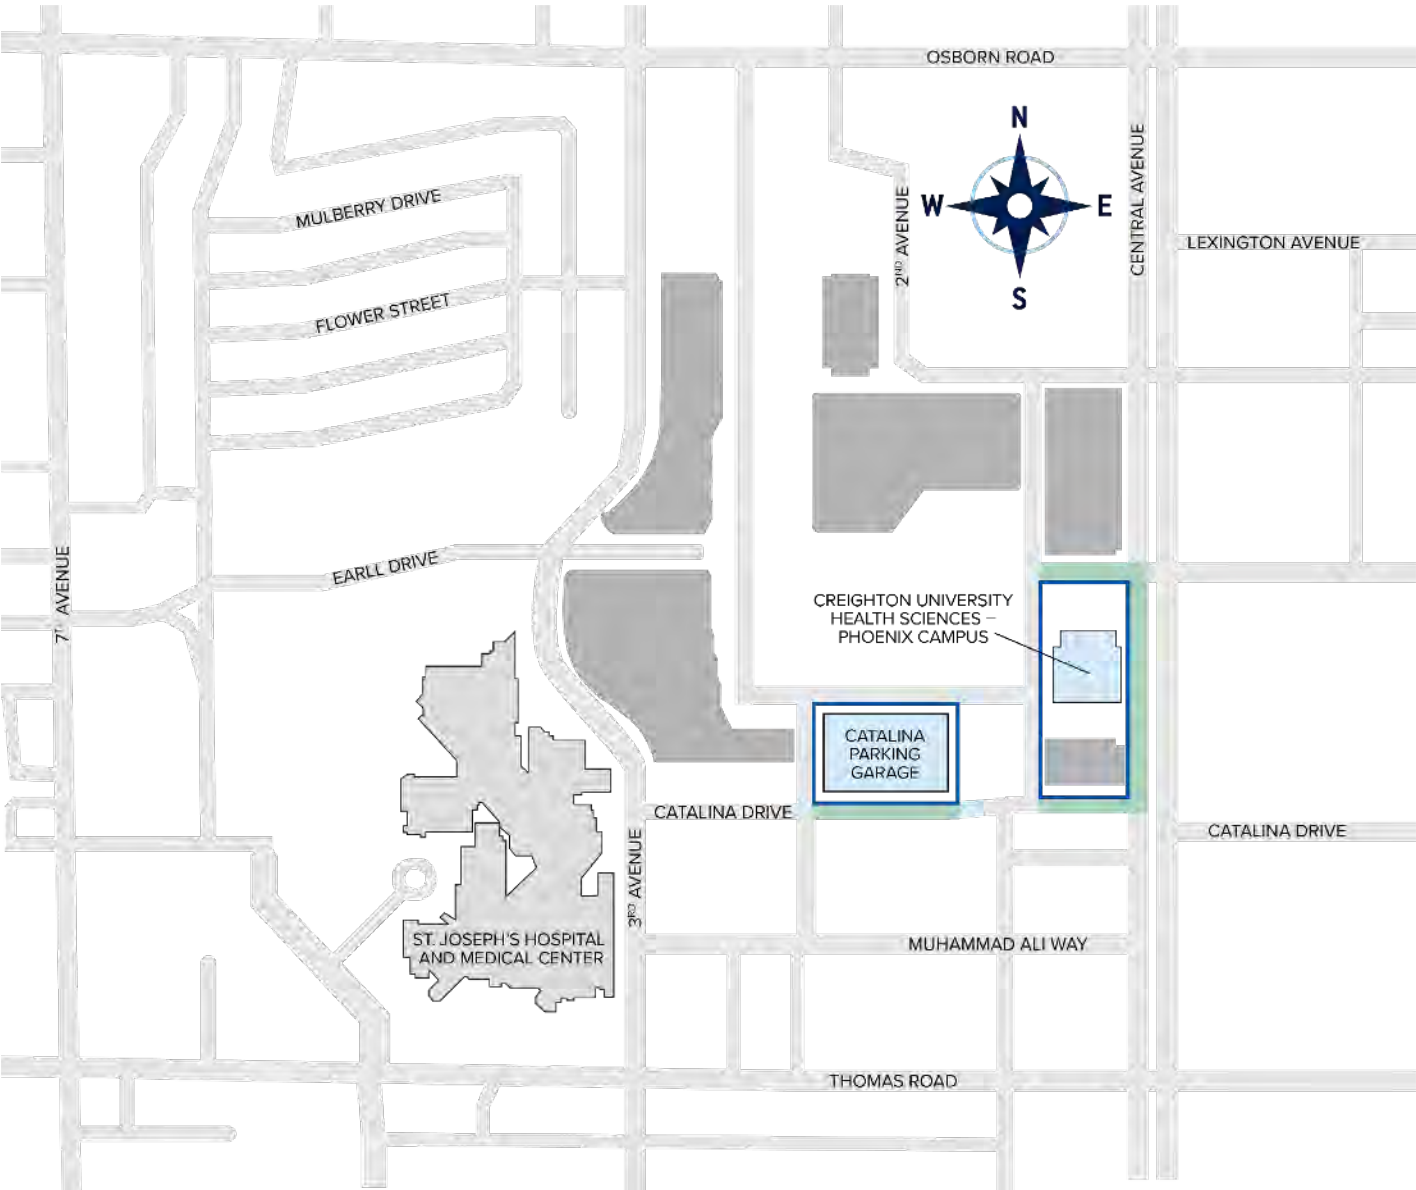 OSBORN ROAD
N
W
E
S
CENTRAL AVENUE
2ND AVENUE
LEXINGTON AVENUE
MULBERRY DRIVE
FLOWER STREET
7TH AVENUE
EARLL DRIVE
CREIGHTON UNIVERSITY
HEALTH SCIENCES –
PHOENIX CAMPUS
CATALINA
PARKING
GARAGE
CATALINA DRIVE
CATALINA DRIVE
3RD AVENUE
ST. JOSEPH'S HOSPITAL
AND MEDICAL CENTER
MUHAMMAD ALI WAY
THOMAS ROAD